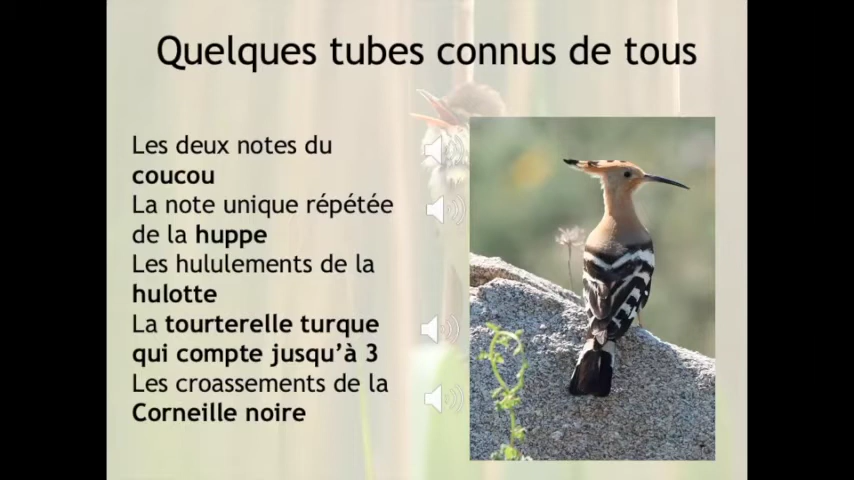 Quelques tubes connus de tous
Les deux notes du
coucou
La note unique répétée
de la huppe
Les hululements de la
hulotte
La tourterelle turque
qui compte jusqu'à 3
Les croassements de la
Corneille noire